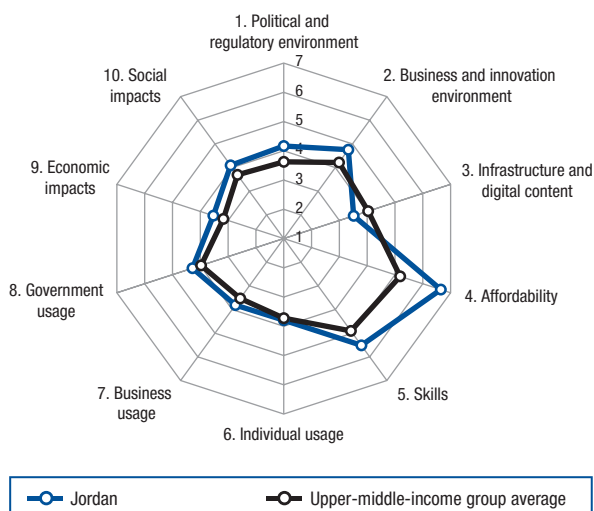 1. Political and
regulatory environment
10. Social
impacts
2. Business and innovation
environment
9. Economic
impacts
3. Infrastructure and
digital content
8. Government
usage
4. Affordability
7. Business
usage
5. Skills
6. Individual usage
7
6
5
4
3
2
1
Jordan
Upper-middle-income group average